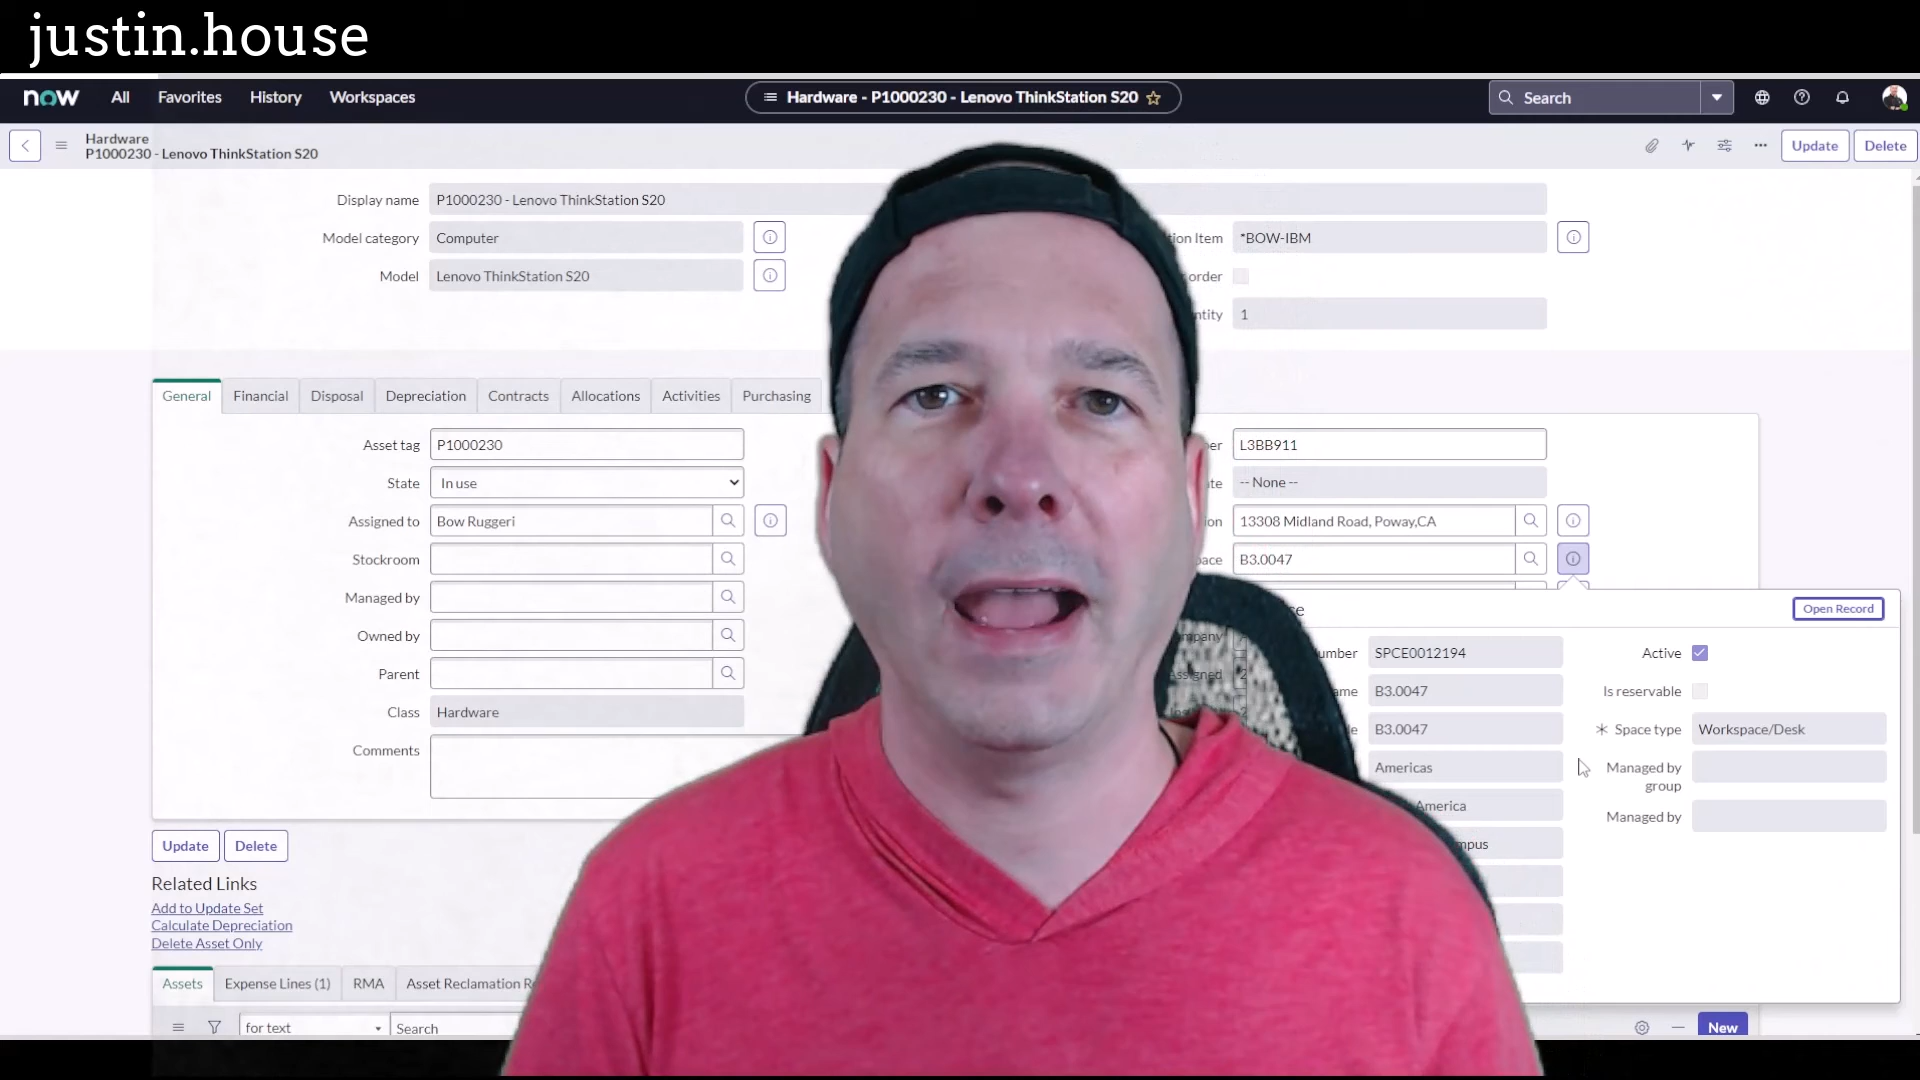 justin.house
now All Favorites History Workspaces Hardware - P1000230 - Lenovo ThinkStation S20 Search
Hardware
P1000230 - Lenovo ThinkStation S20
Update Delete
Display name P1000230 - Lenovo ThinkStation S20
Model category Computer
Item *BOW-IBM
Model Lenovo ThinkStation S20
order
1
General Financial Disposal Depreciation Contracts Allocations Activities Purchasing
Asset tag P1000230
L3BB911
State In use
-- None --
Assigned to Bow Ruggeri
13308 Midland Road, Poway,CA
Stockroom
B3.0047
Managed by
Open Record
Owned by
SPCE0012194 Active
Parent
B3.0047 Is reservable
Class Hardware
B3.0047 * Space type Workspace/Desk
Comments
Americas Managed by group
America
Managed by
Update Delete
Related Links
Add to Update Set
Calculate Depreciation
Delete Asset Only
Assets Expense Lines (1) RMA Asset Reclamation
for text Search New